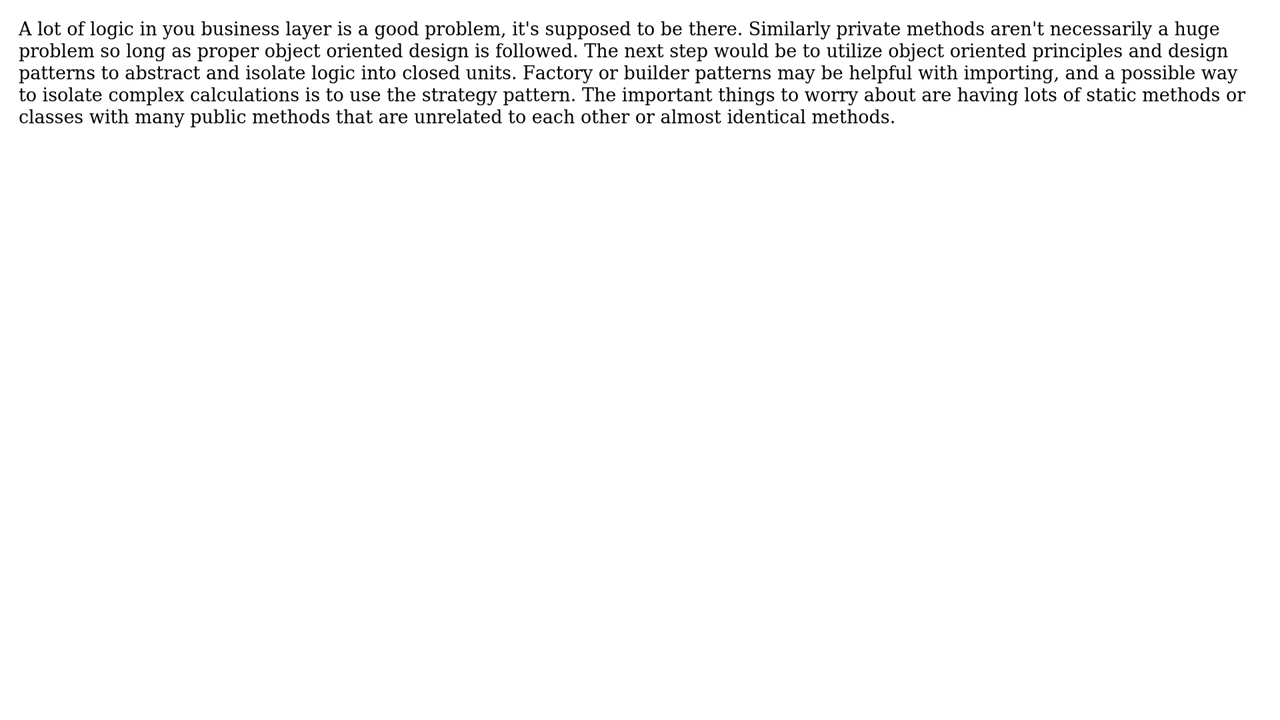 A lot of logic in you business layer is a good problem, it's supposed to be there. Similarly private methods aren't necessarily a huge
problem so long as proper object oriented design is followed. The next step would be to utilize object oriented principles and design
patterns to abstract and isolate logic into closed units. Factory or builder patterns may be helpful with importing, and a possible way
to isolate complex calculations is to use the strategy pattern. The important things to worry about are having lots of static methods or
classes with many public methods that are unrelated to each other or almost identical methods.